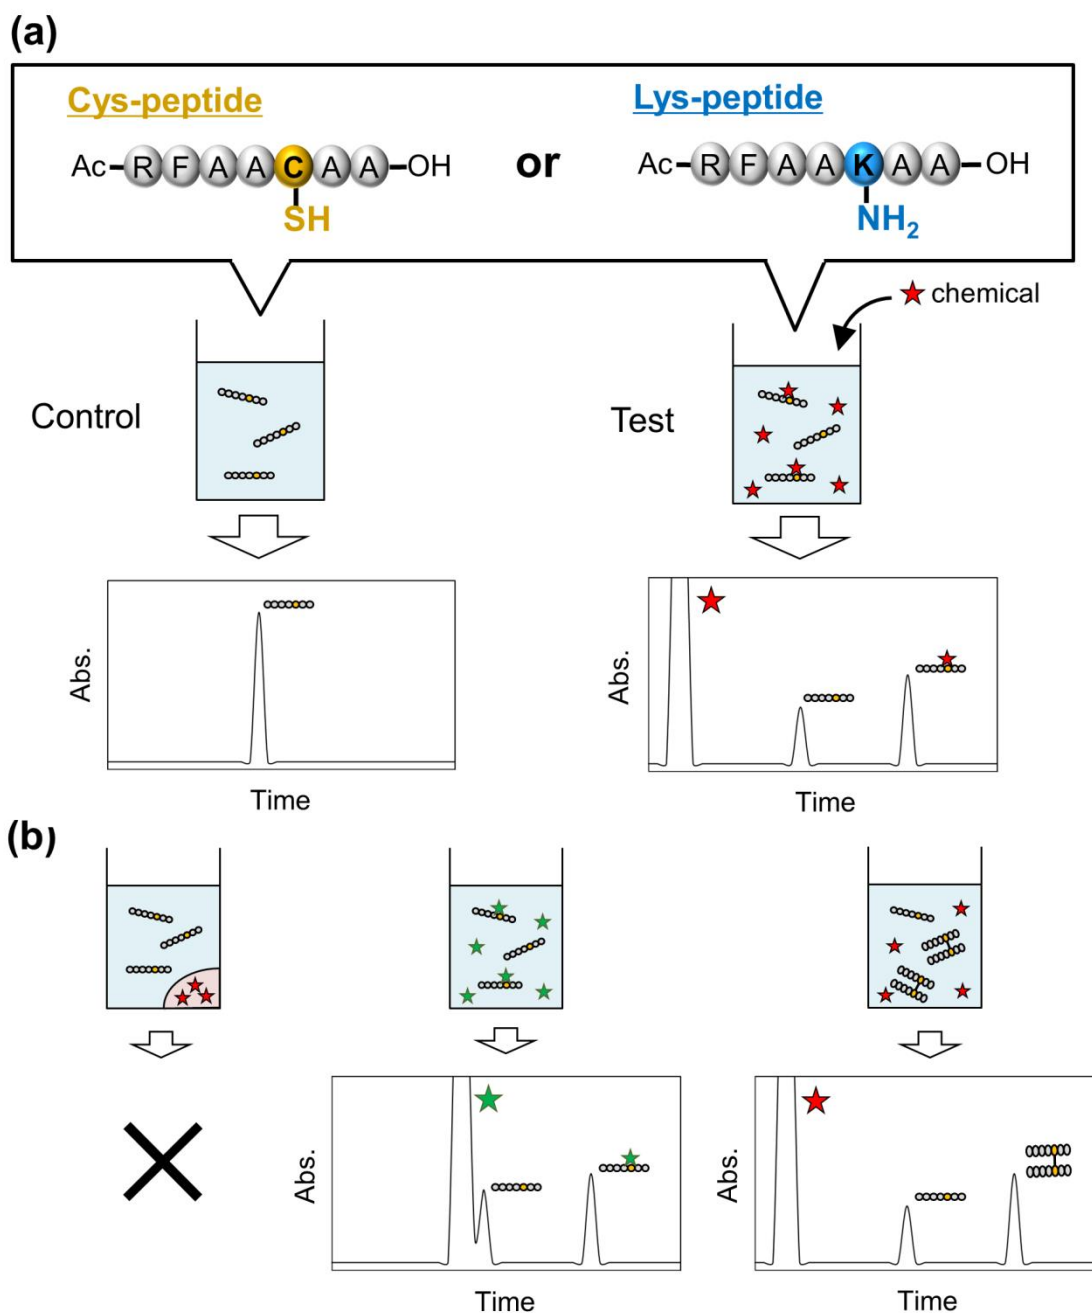 (a)
Cys-peptide
Lys-peptide
Ac-RFAACAA-OH
or
Ac-RFAAKAA-OH
SH
NH₂
chemical
Control
Test
Abs.
Time
Abs.
Time
(b)
Abs.
Time
Abs.
Time